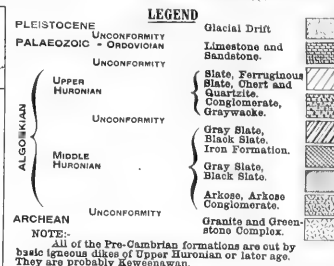 LEGEND
PLEISTOCENE Glacial Drift
UNCONFORMITY
PALAEOZOIC - ORDOVICIAN Limestone and
Sandstone.
UNCONFORMITY
ALGONKIAN
UPPER
HURONIAN
Slate, Ferruginous
Slate, Chert and
Quartzite.
Conglomerate,
Graywacke.
UNCONFORMITY
MIDDLE
HURONIAN
Gray Slate,
Black Slate.
Iron Formation.
Gray Slate,
Black Slate.
Arkose, Arkose
Conglomerate.
UNCONFORMITY
ARCHEAN Granite and Green-
stone Complex.
NOTE:-
All of the Pre-Cambrian formations are cut by
basic igneous dikes of Upper Huronian or later age.
They are probably Keweenawan.